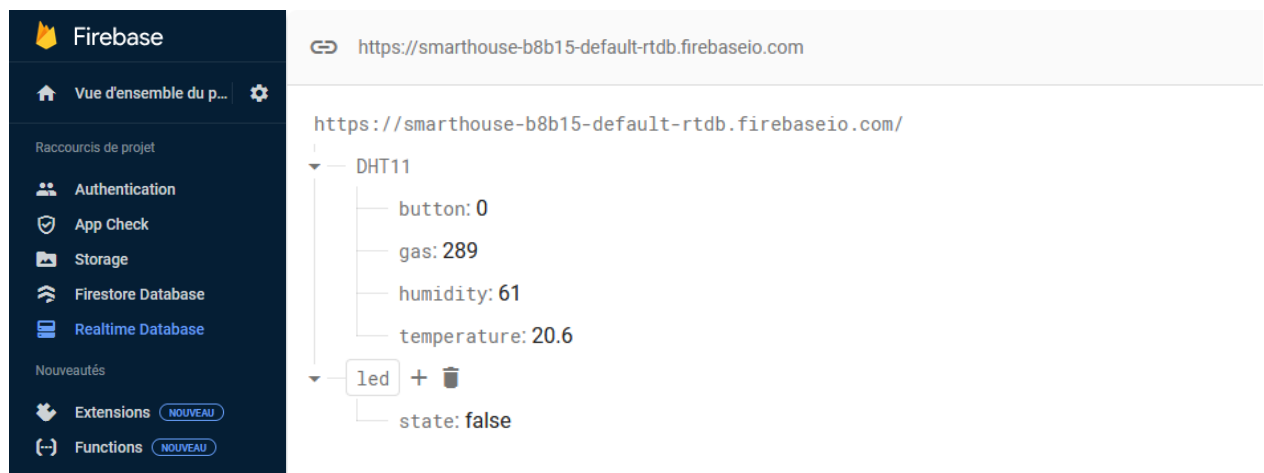 Firebase
Vue d'ensemble du p...
Raccourcis de projet
Authentication
App Check
Storage
Firestore Database
Realtime Database
Nouveautés
Extensions NOUVEAU
Functions NOUVEAU
https://smarthouse-b8b15-default-rtdb.firebaseio.com
https://smarthouse-b8b15-default-rtdb.firebaseio.com/
DHT11
button: 0
gas: 289
humidity: 61
temperature: 20.6
led
state: false